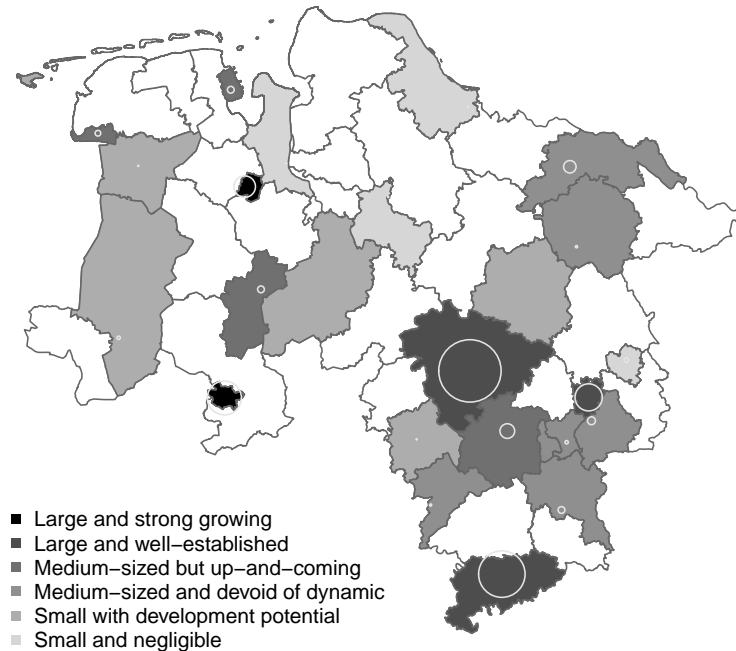 Large and strong growing
Large and well−established
Medium−sized but up−and−coming
Medium−sized and devoid of dynamic
Small with development potential
Small and negligible